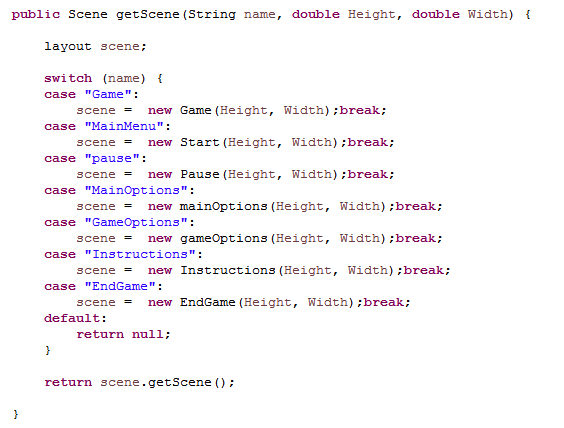 public Scene getScene(String name, double Height, double Width) {
layout scene;
switch (name) {
case "Game":
scene =  new Game(Height, Width);break;
case "MainMenu":
scene =  new Start(Height, Width);break;
case "pause":
scene =  new Pause(Height, Width);break;
case "MainOptions":
scene =  new mainOptions(Height, Width);break;
case "GameOptions":
scene =  new gameOptions(Height, Width);break;
case "Instructions":
scene =  new Instructions(Height, Width);break;
case "EndGame":
scene =  new EndGame(Height, Width);break;
default:
return null;
}
return scene.getScene();
}